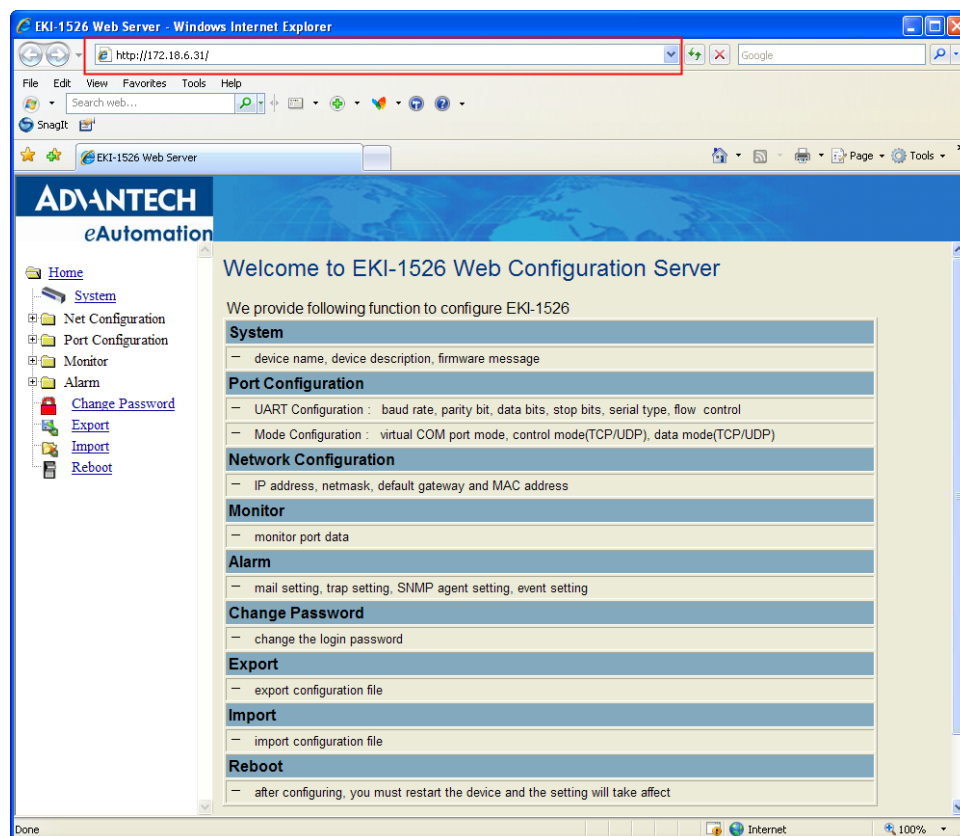 EKI-1526 Web Server - Windows Internet Explorer
http://172.18.6.31/
Google
File Edit View Favorites Tools Help
Search web...
SnagIt
EKI-1526 Web Server
Page Tools
ADVANTECH
eAutomation
Home
System
Net Configuration
Port Configuration
Monitor
Alarm
Change Password
Export
Import
Reboot
Welcome to EKI-1526 Web Configuration Server
We provide following function to configure EKI-1526
System
– device name, device description, firmware message
Port Configuration
– UART Configuration : baud rate, parity bit, data bits, stop bits, serial type, flow control
– Mode Configuration : virtual COM port mode, control mode(TCP/UDP), data mode(TCP/UDP)
Network Configuration
– IP address, netmask, default gateway and MAC address
Monitor
– monitor port data
Alarm
– mail setting, trap setting, SNMP agent setting, event setting
Change Password
– change the login password
Export
– export configuration file
Import
– import configuration file
Reboot
– after configuring, you must restart the device and the setting will take affect
Done
Internet
100%